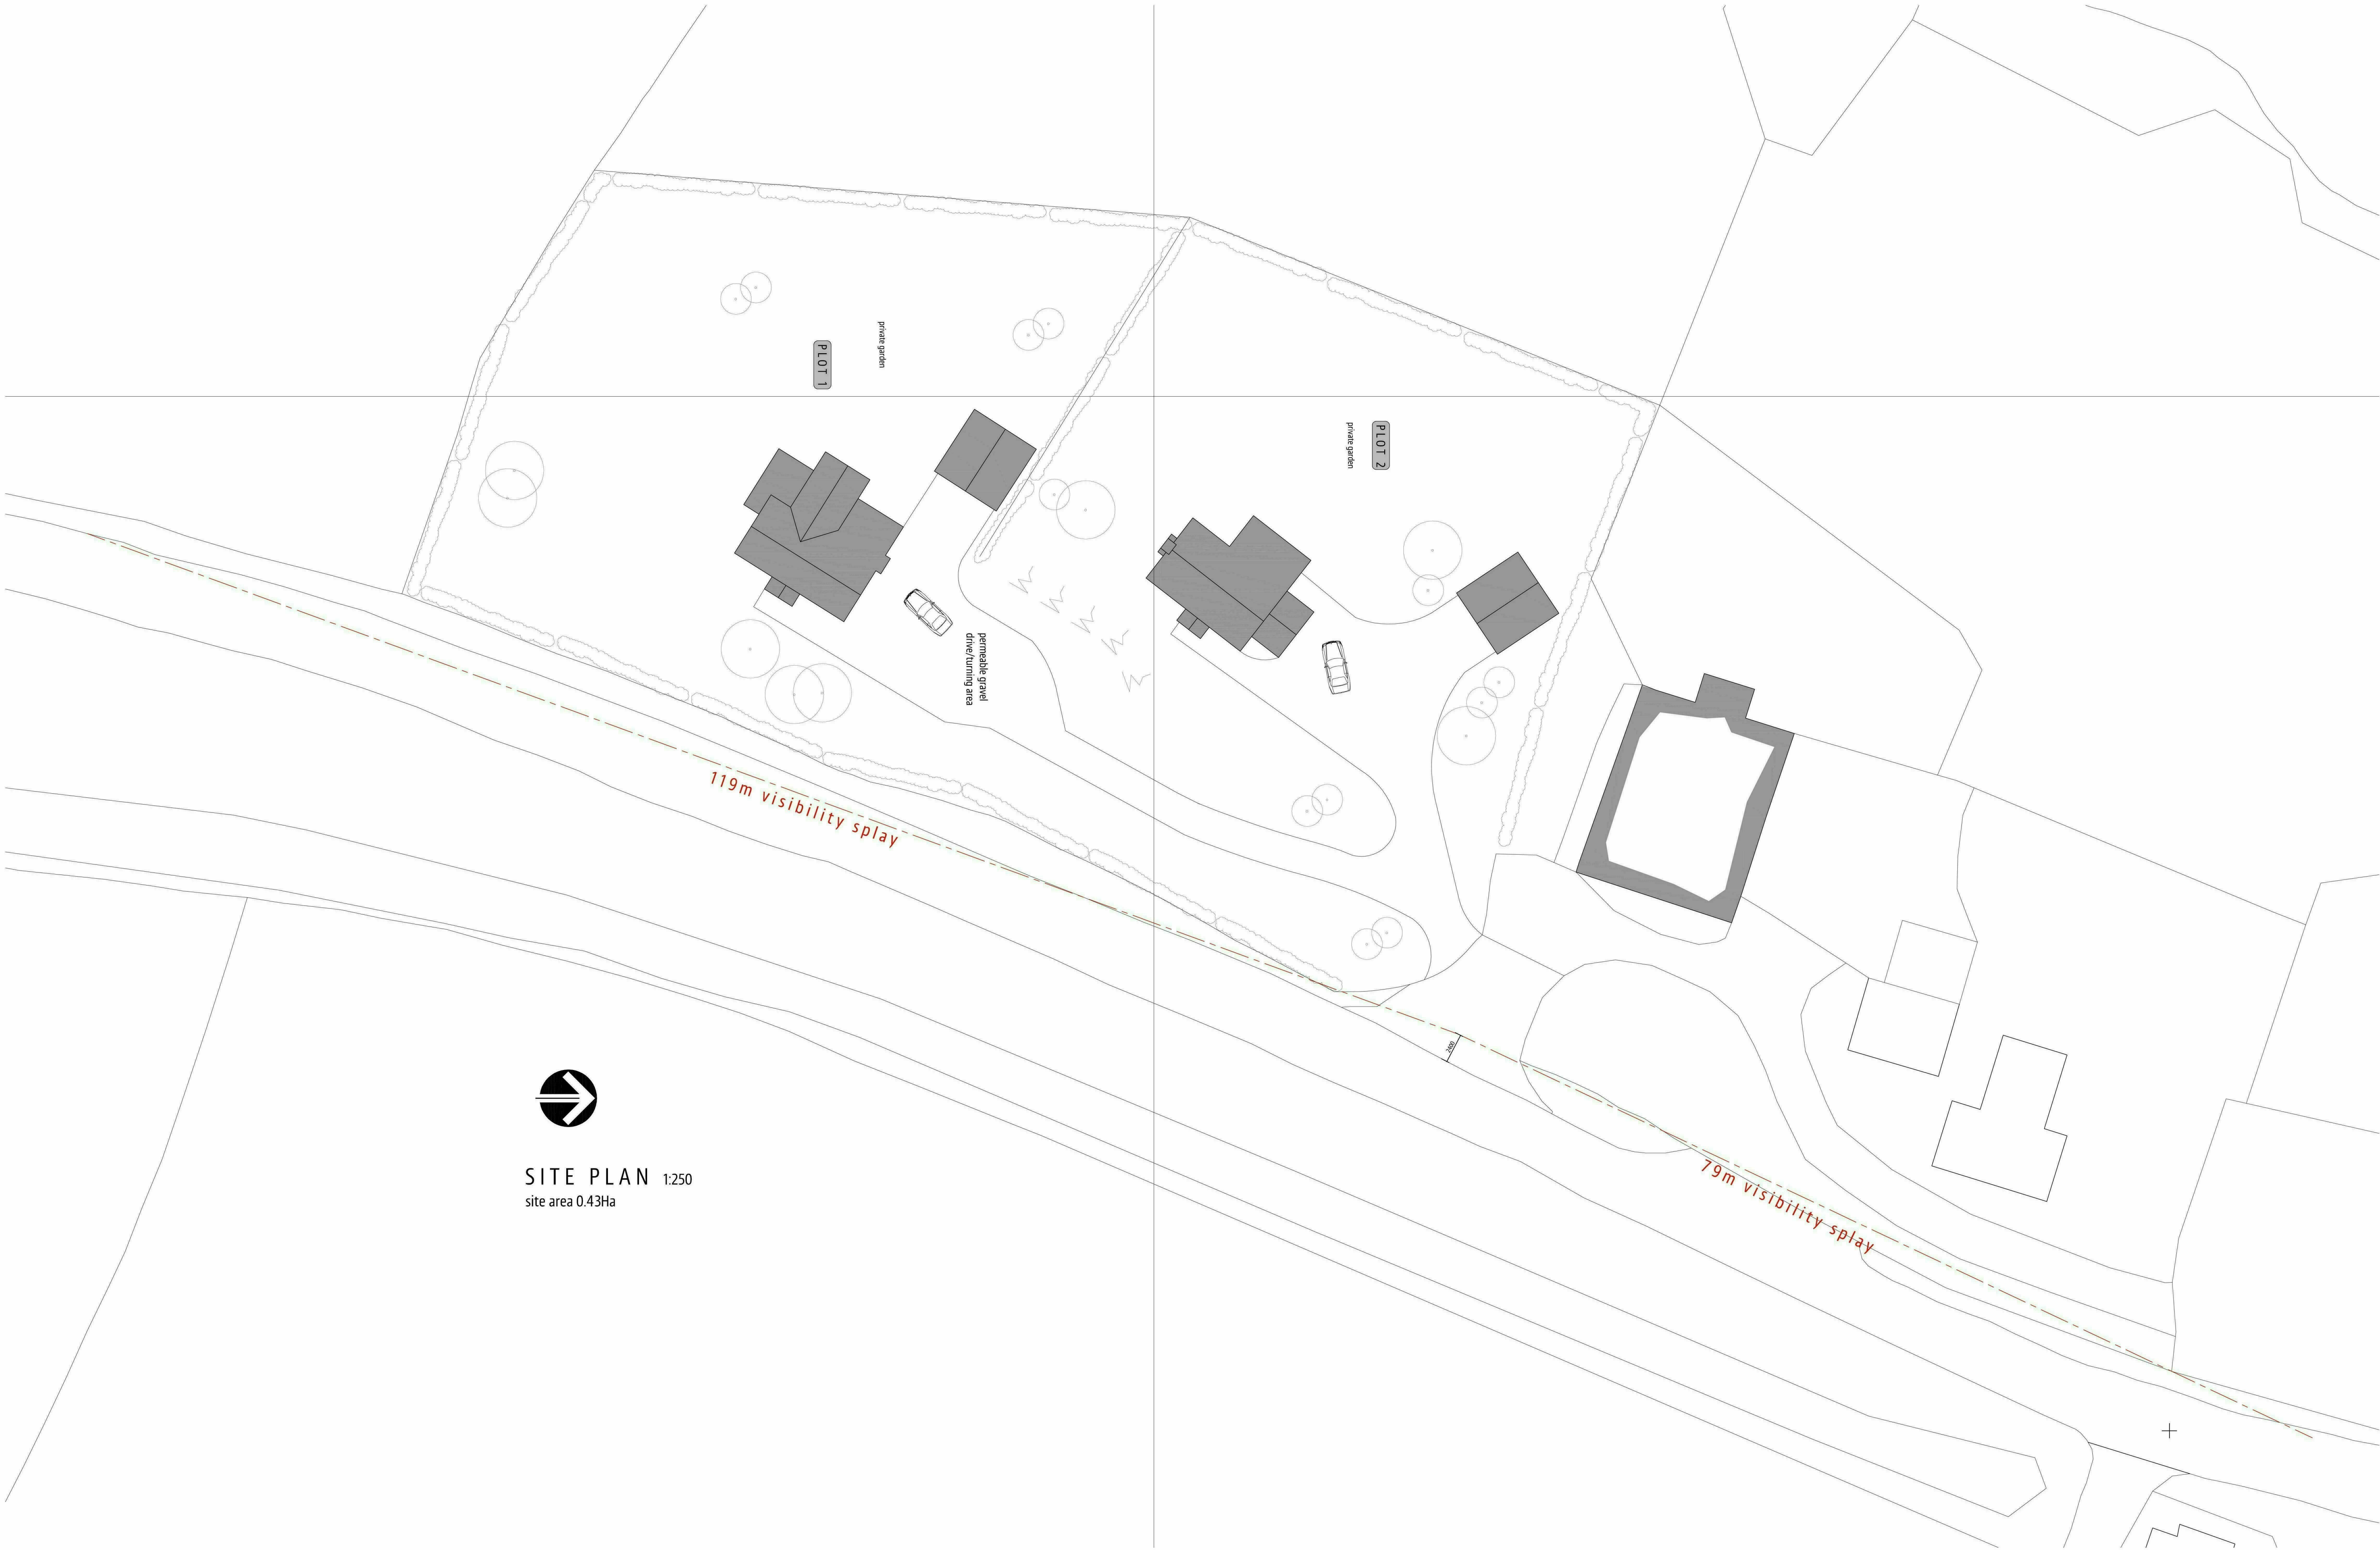 PLOT 1
private garden
PLOT 2
private garden
permeable gravel
drive/turning area
119m visibility splay
2400
79m visibility splay
SITE PLAN 1:250
site area 0.43Ha